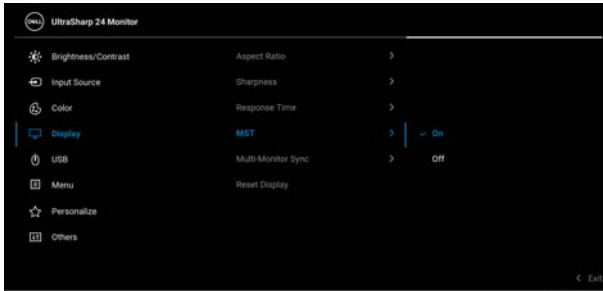 DELL UltraSharp 24 Monitor
Brightness/Contrast Aspect Ratio
Input Source Sharpness
Color Response Time
Display MST On
USB Multi-Monitor Sync Off
Menu Reset Display
Personalize
Others
Exit